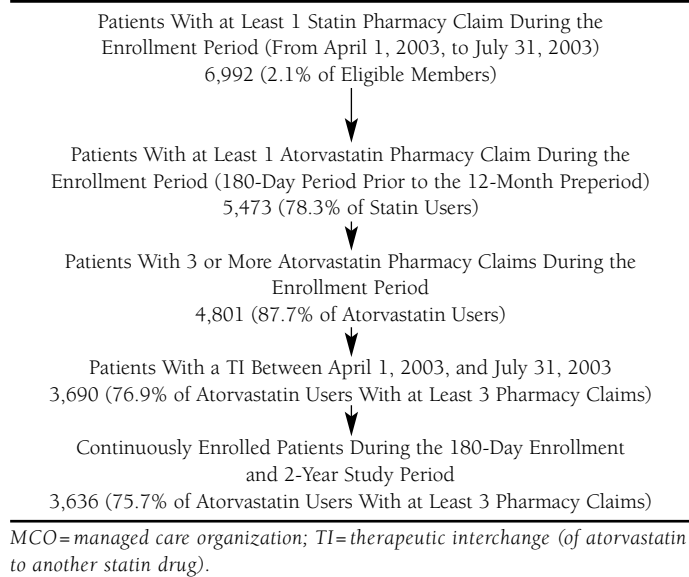 Patients With at Least 1 Statin Pharmacy Claim During the
Enrollment Period (From April 1, 2003, to July 31, 2003)
6,992 (2.1% of Eligible Members)
Patients With at Least 1 Atorvastatin Pharmacy Claim During the
Enrollment Period (180-Day Period Prior to the 12-Month Preperiod)
5,473 (78.3% of Statin Users)
Patients With 3 or More Atorvastatin Pharmacy Claims During the
Enrollment Period
4,801 (87.7% of Atorvastatin Users)
Patients With a TI Between April 1, 2003, and July 31, 2003
3,690 (76.9% of Atorvastatin Users With at Least 3 Pharmacy Claims)
Continuously Enrolled Patients During the 180-Day Enrollment
and 2-Year Study Period
3,636 (75.7% of Atorvastatin Users With at Least 3 Pharmacy Claims)
MCO=managed care organization; TI=therapeutic interchange (of atorvastatin
to another statin drug).